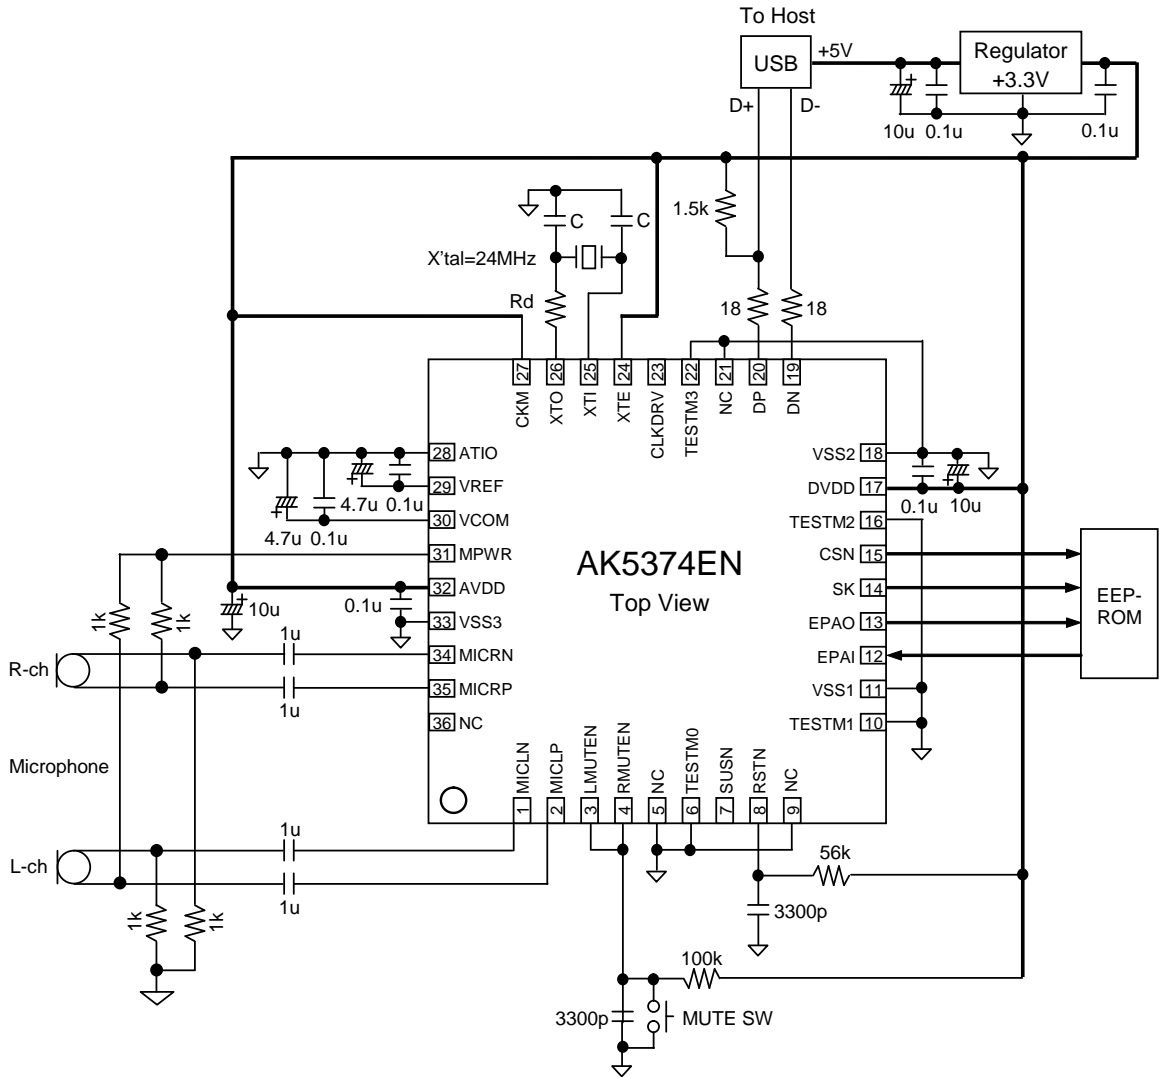 To Host
USB
+5V
Regulator
+3.3V
D+
D-
10u
0.1u
0.1u
1.5k
C
C
X'tal=24MHz
Rd
18
18
27
26
25
24
23
22
21
20
19
CKM
XTO
XTI
XTE
CLKDRV
TESTM3
NC
DP
DN
28 ATIO
29 VREF
30 VCOM
31 MPWR
32 AVDD
33 VSS3
34 MICRN
35 MICRP
36 NC
4.7u
0.1u
4.7u
0.1u
10u
0.1u
1k
1k
1u
1u
R-ch
Microphone
L-ch
1u
1u
1k
1k
AK5374EN
Top View
VSS2 18
DVDD 17
TESTM2 16
CSN 15
SK 14
EPAO 13
EPAI 12
VSS1 11
TESTM1 10
0.1u
10u
EEP-
ROM
MICLN
MICLP
LMUTEN
RMUTEN
NC
TESTM0
SUSN
RSTN
NC
1
2
3
4
5
6
7
8
9
56k
3300p
100k
3300p
MUTE SW